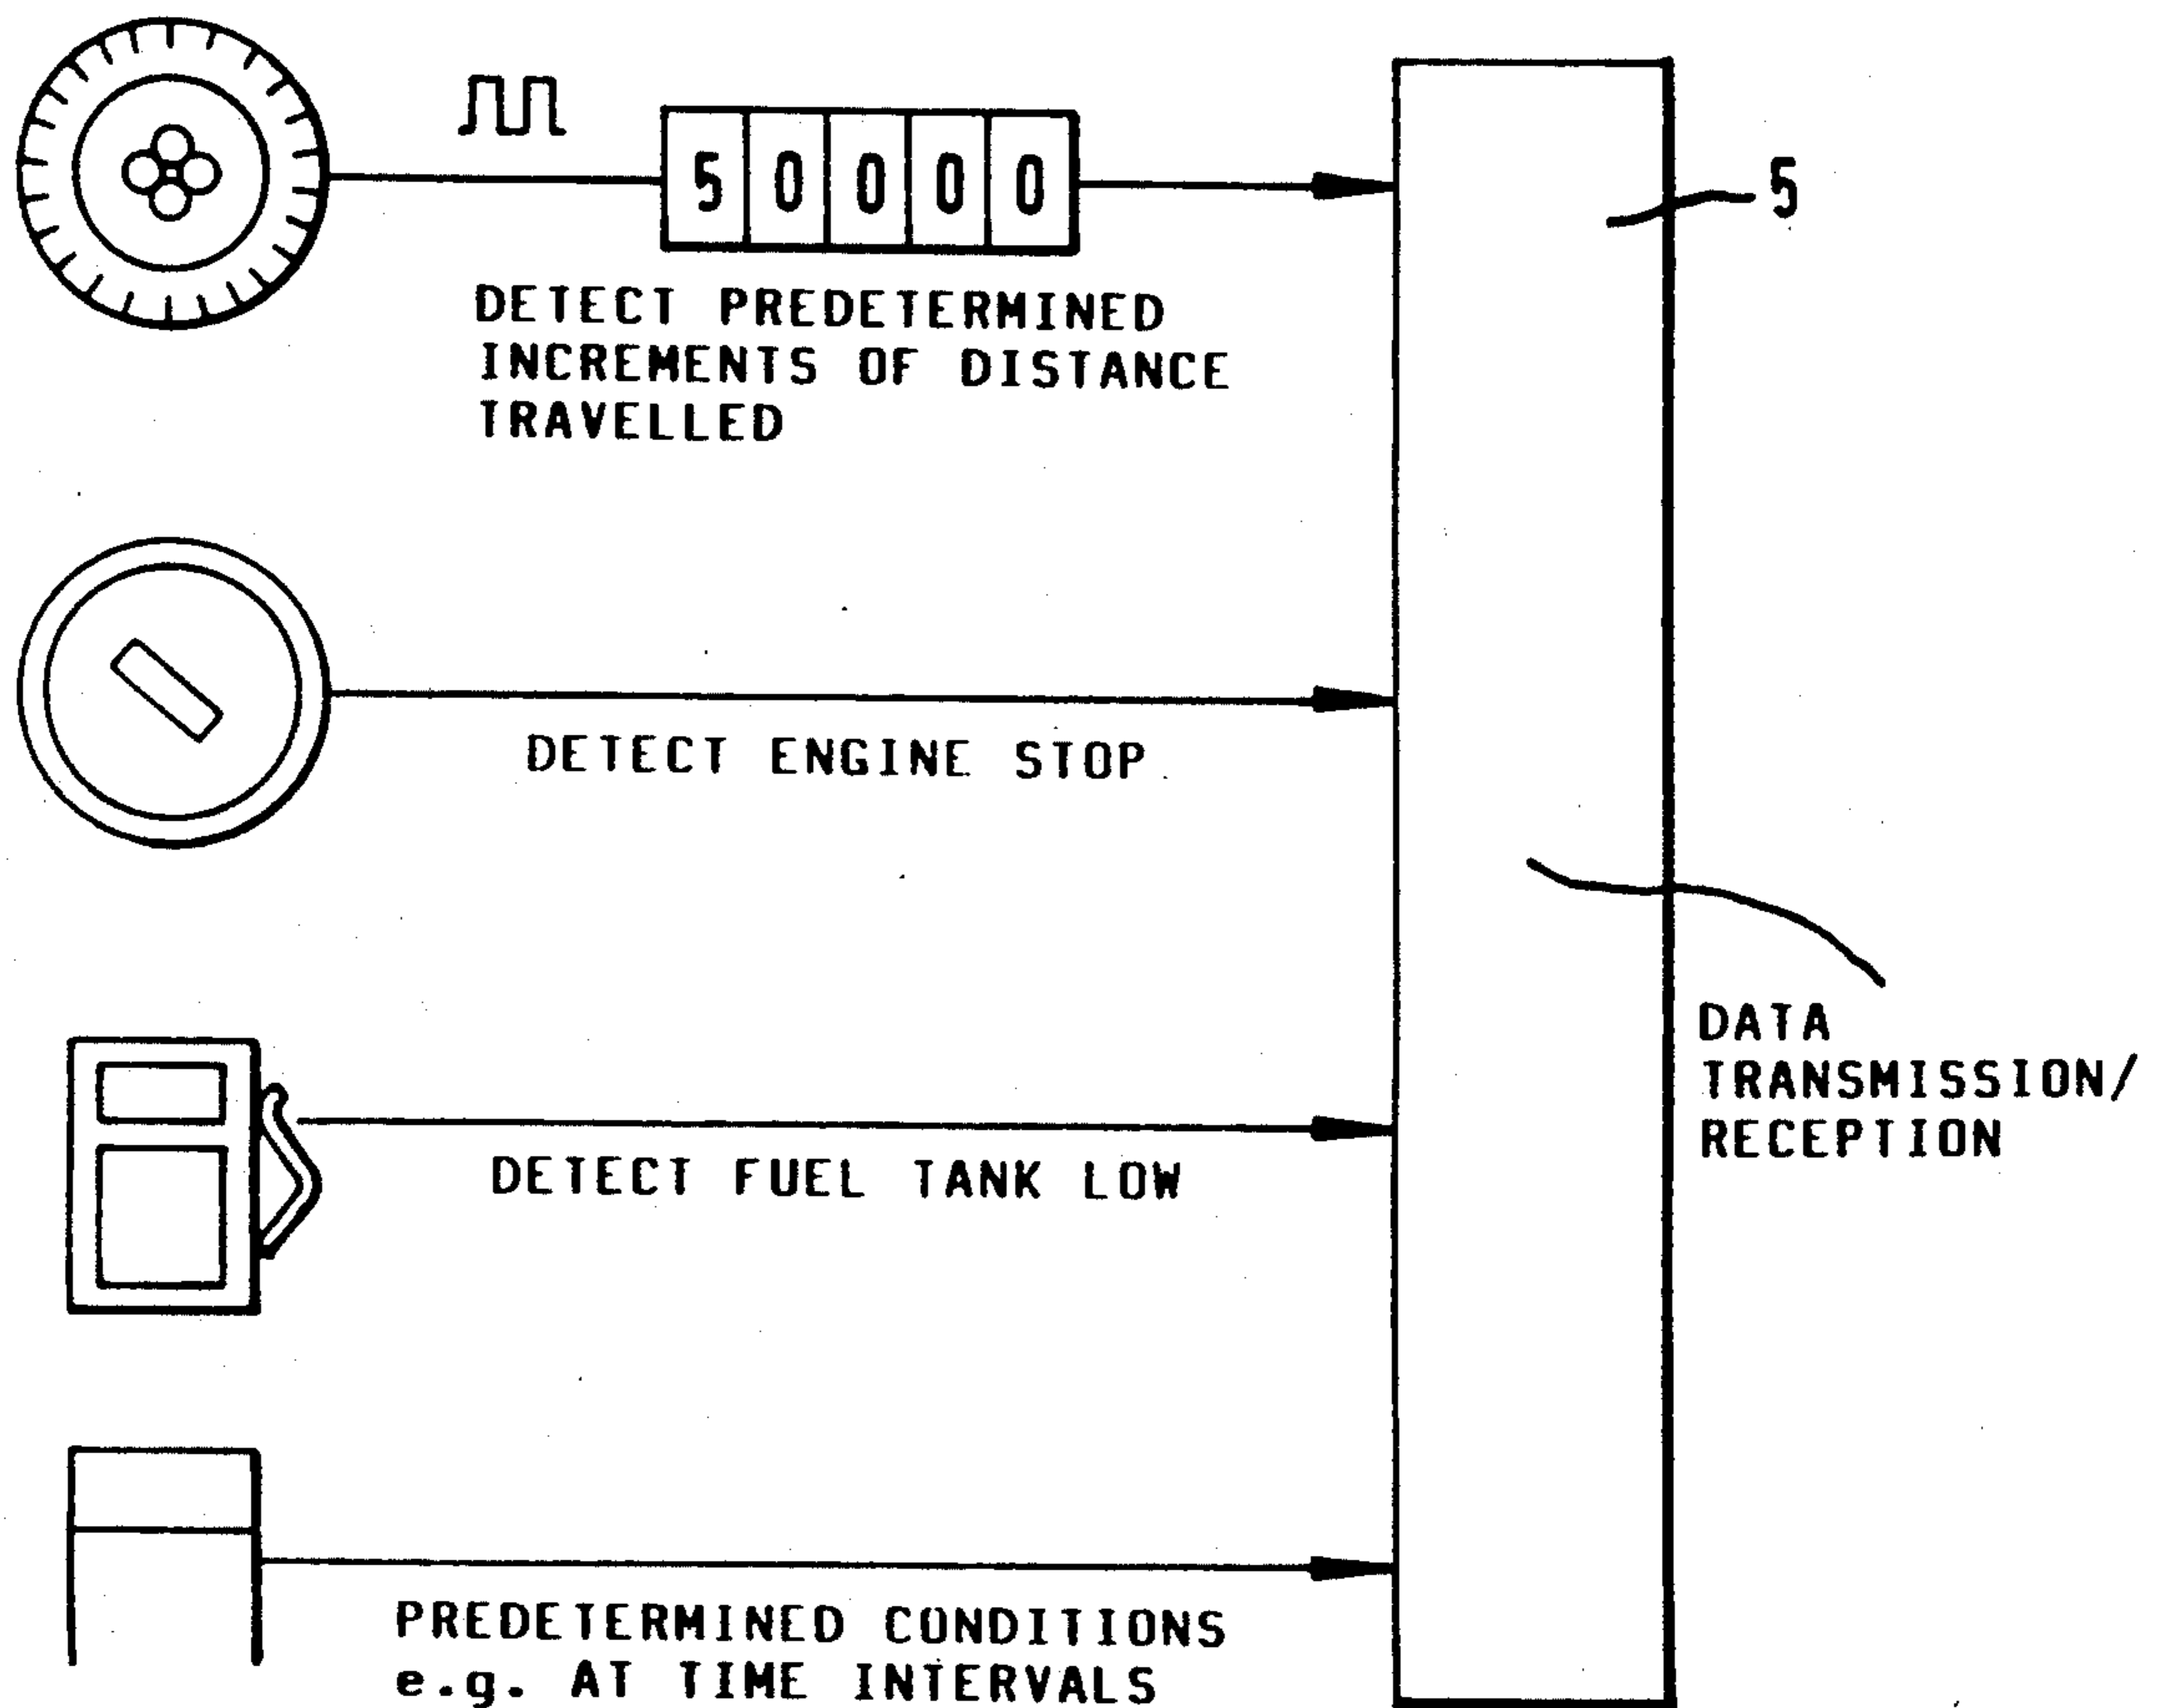 50000
5
DETECT PREDETERMINED
INCREMENTS OF DISTANCE
TRAVELLED
DETECT ENGINE STOP
DATA
TRANSMISSION/
RECEPTION
DETECT FUEL TANK LOW
PREDETERMINED CONDITIONS
e.g. AT TIME INTERVALS